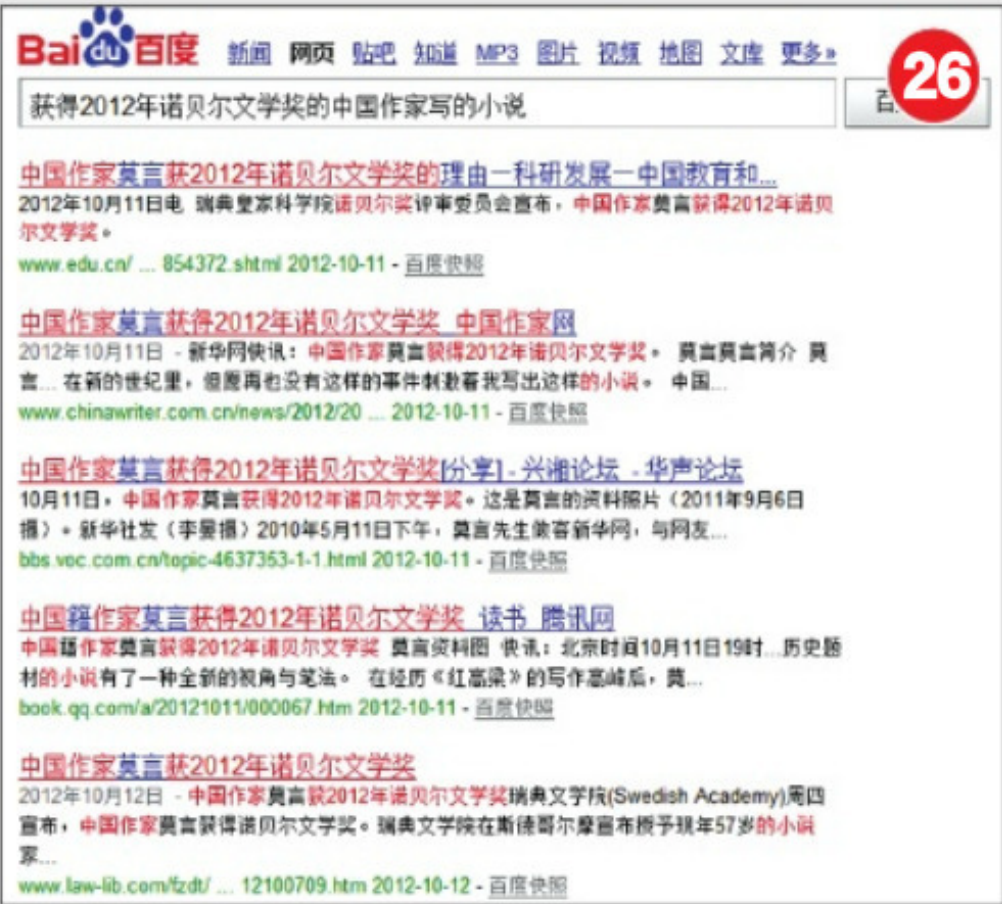 Bai du 百度 新闻 网页 贴吧 知道 MP3 图片 视频 地图 文库 更多»
26
获得2012年诺贝尔文学奖的中国作家写的小说
百
中国作家莫言获2012年诺贝尔文学奖的理由--科研发展--中国教育和...
2012年10月11日电 瑞典皇家科学院诺贝尔奖评审委员会宣布，中国作家莫言获得2012年诺贝
尔文学奖。
www.edu.cn/ ... 854372.shtml 2012-10-11 - 百度快照
中国作家莫言获得2012年诺贝尔文学奖_中国作家网
2012年10月11日 - 新华网快讯：中国作家莫言获得2012年诺贝尔文学奖。 莫言莫言简介 莫
言... 在新的世纪里，但愿再也没有这样的事件刺激着我写出这样的小说。 中国...
www.chinawriter.com.cn/news/2012/20 ... 2012-10-11 - 百度快照
中国作家莫言获得2012年诺贝尔文学奖[分享] - 兴湘论坛 - 华声论坛
10月11日，中国作家莫言获得2012年诺贝尔文学奖。这是莫言的资料照片（2011年9月6日
摄）。新华社发（李晏摄）2010年5月11日下午，莫言先生做客新华网，与网友...
bbs.voc.com.cn/topic-4637353-1-1.html 2012-10-11 - 百度快照
中国籍作家莫言获得2012年诺贝尔文学奖_读书_腾讯网
中国籍作家莫言获得2012年诺贝尔文学奖 莫言资料图 快讯：北京时间10月11日19时...历史题
材的小说有了一种全新的视角与笔法。 在经历《红高粱》的写作高峰后，莫...
book.qq.com/a/20121011/000067.htm 2012-10-11 - 百度快照
中国作家莫言获2012年诺贝尔文学奖
2012年10月12日 - 中国作家莫言获2012年诺贝尔文学奖瑞典文学院(Swedish Academy)周四
宣布，中国作家莫言获得诺贝尔文学奖。瑞典文学院在斯德哥尔摩宣布授予现年57岁的小说
家...
www.law-lib.com/fzdt/ ... 12100709.htm 2012-10-12 - 百度快照